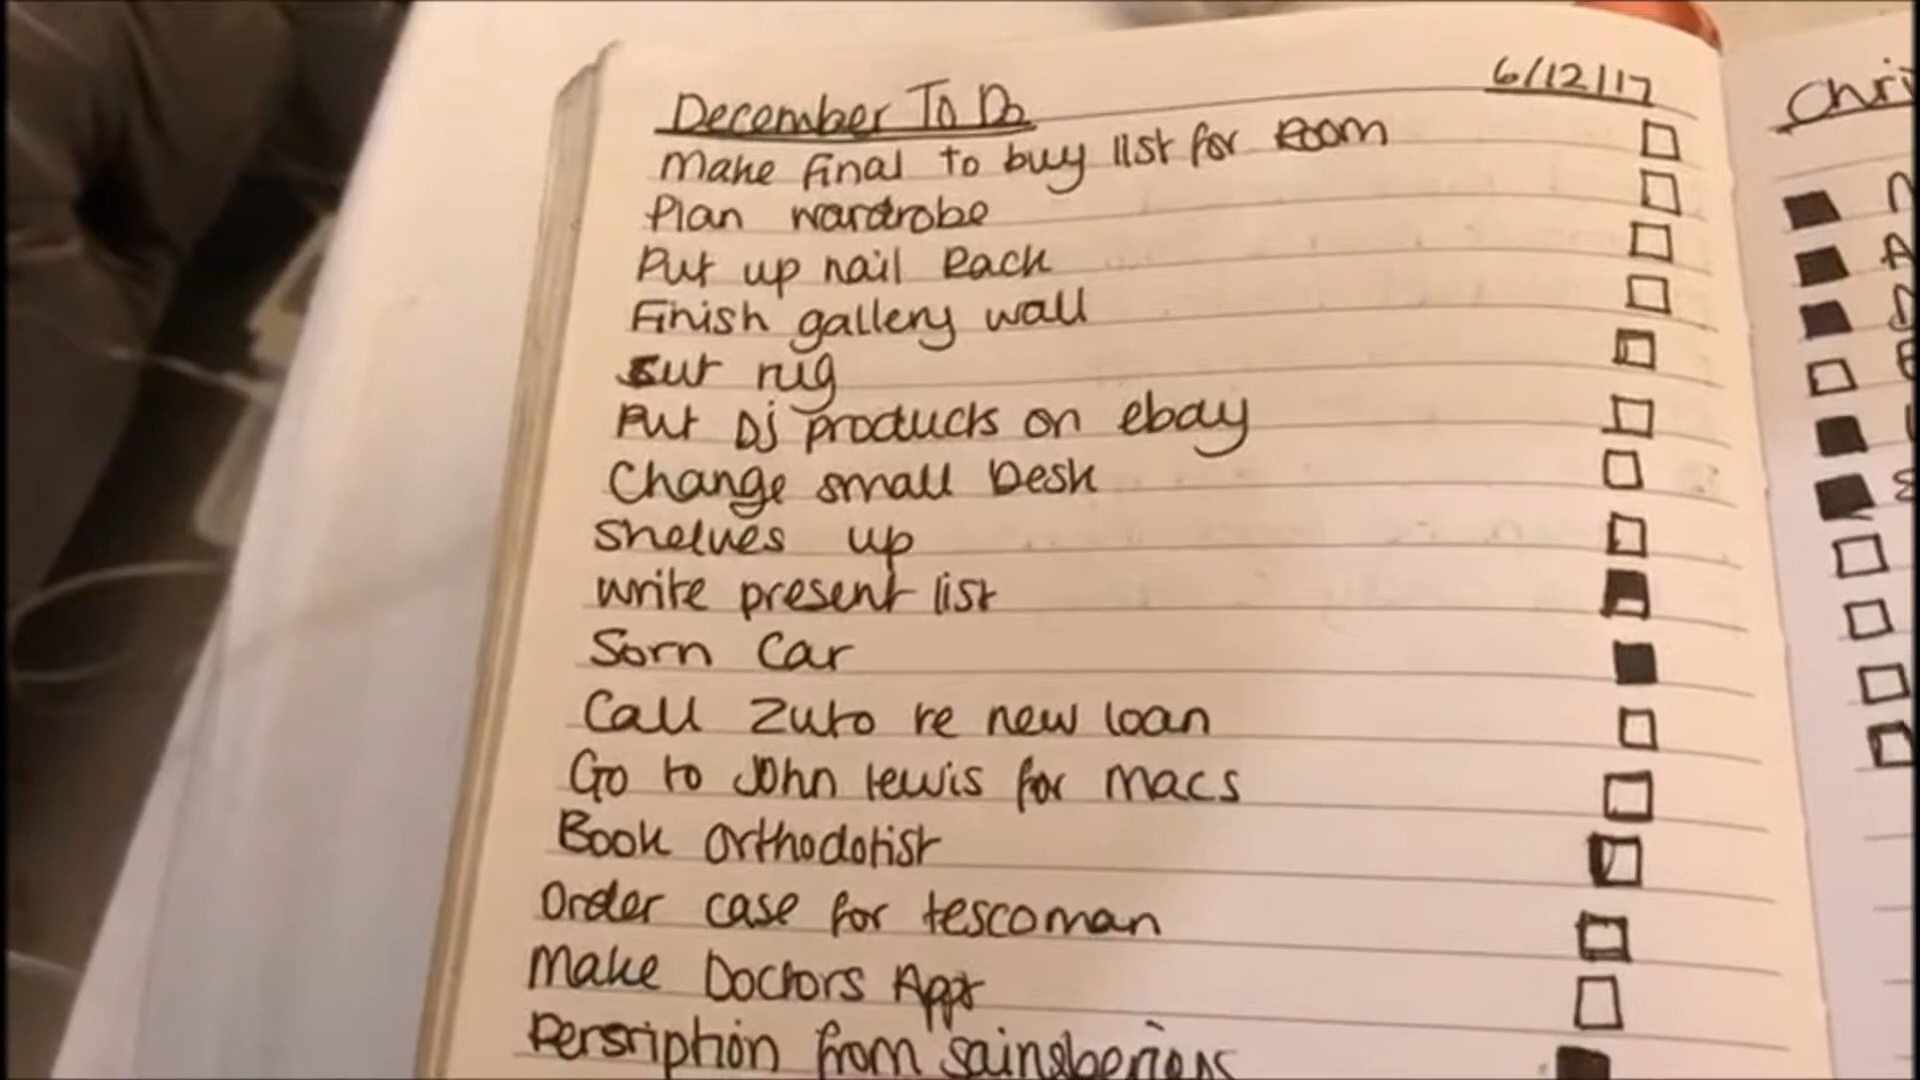 December To Do
6/12/17
Make final to buy list for room
Plan wardrobe
Put up nail Rack
Finish gallery wall
Cut rug
Put DJ products on ebay
Change small Desk
Shelves up
write present list
Sorn Car
Call Zuto re new loan
Go to John lewis for macs
Book orthodotist
Order case for tescoman
Make Doctors Appt
Persription from
Chri